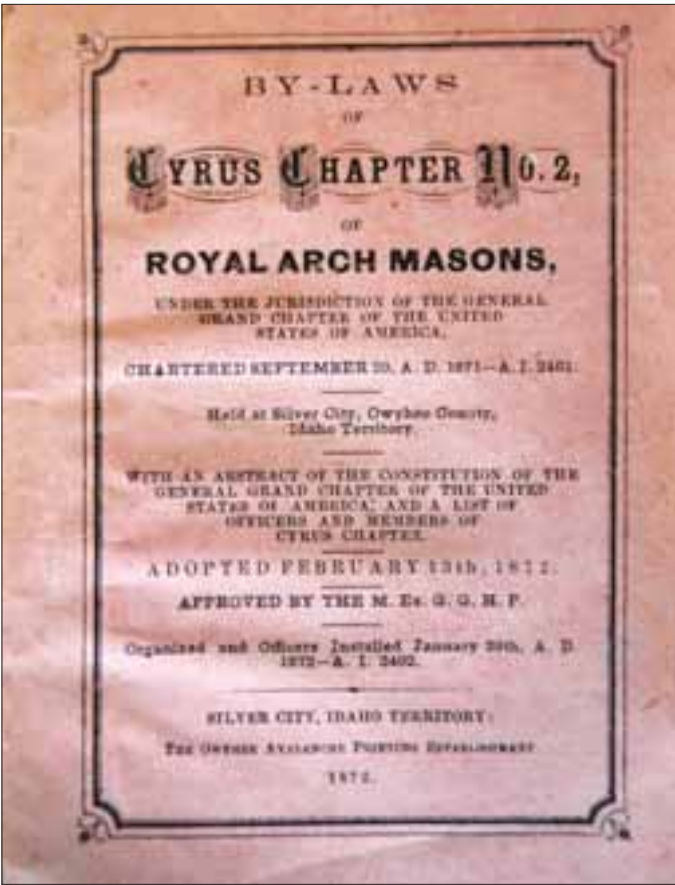 BY-LAWS
OF
CYRUS CHAPTER NO. 2,
OF
ROYAL ARCH MASONS,
UNDER THE JURISDICTION OF THE GENERAL
GRAND CHAPTER OF THE UNITED
STATES OF AMERICA.
CHARTERED SEPTEMBER 20, A. D. 1871—A. I. 2401.
Held at Silver City, Owyhee County,
Idaho Territory.
WITH AN ABSTRACT OF THE CONSTITUTION OF THE
GENERAL GRAND CHAPTER OF THE UNITED
STATES OF AMERICA; AND A LIST OF
OFFICERS AND MEMBERS OF
CYRUS CHAPTER.
ADOPTED FEBRUARY 13th, 1872.
APPROVED BY THE M. Ex. G. G. H. P.
Organized and Officers Installed January A. D.
1872—A. I. 2402.
SILVER CITY, IDAHO TERRITORY:
THE OWYHEE AVALANCHE PRINTING ESTABLISHMENT
1872.